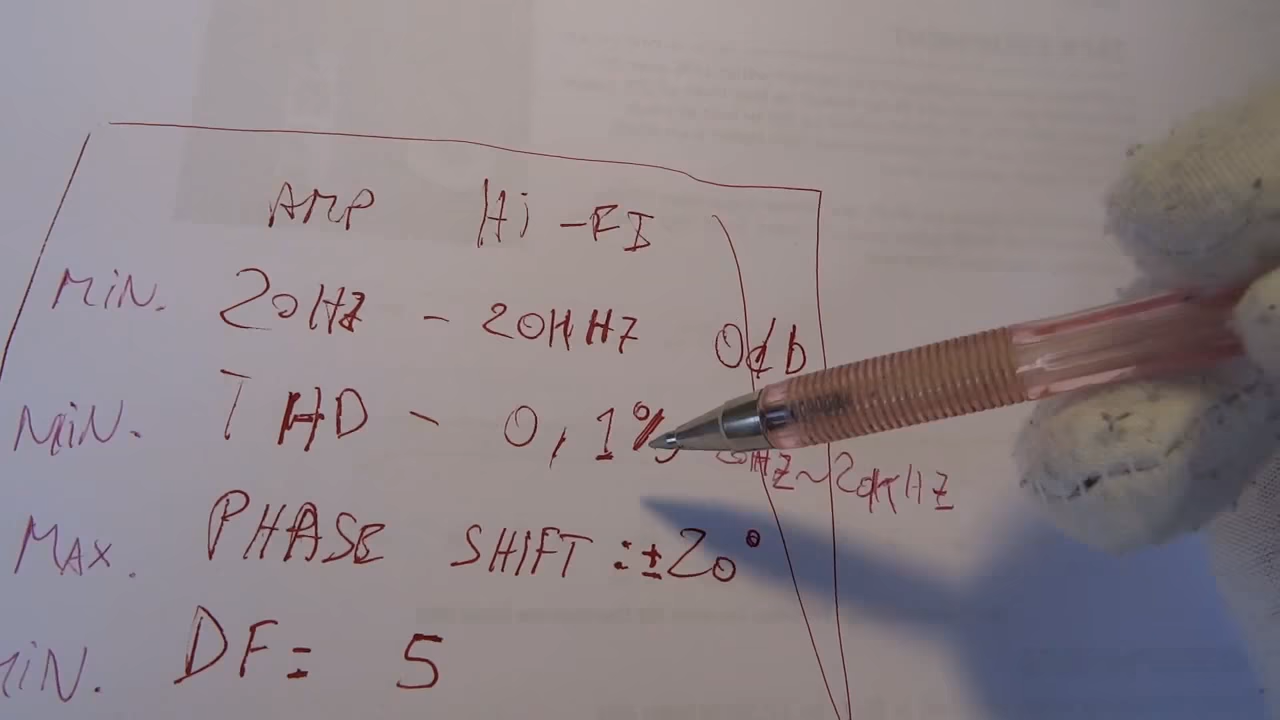 AMP Hi-FI
MiN. 20HZ - 20KHZ 0db
MiN. THD - 0,1% 20HZ~20KHZ
MAX. PHASE SHIFT :±20°
MiN. DF= 5